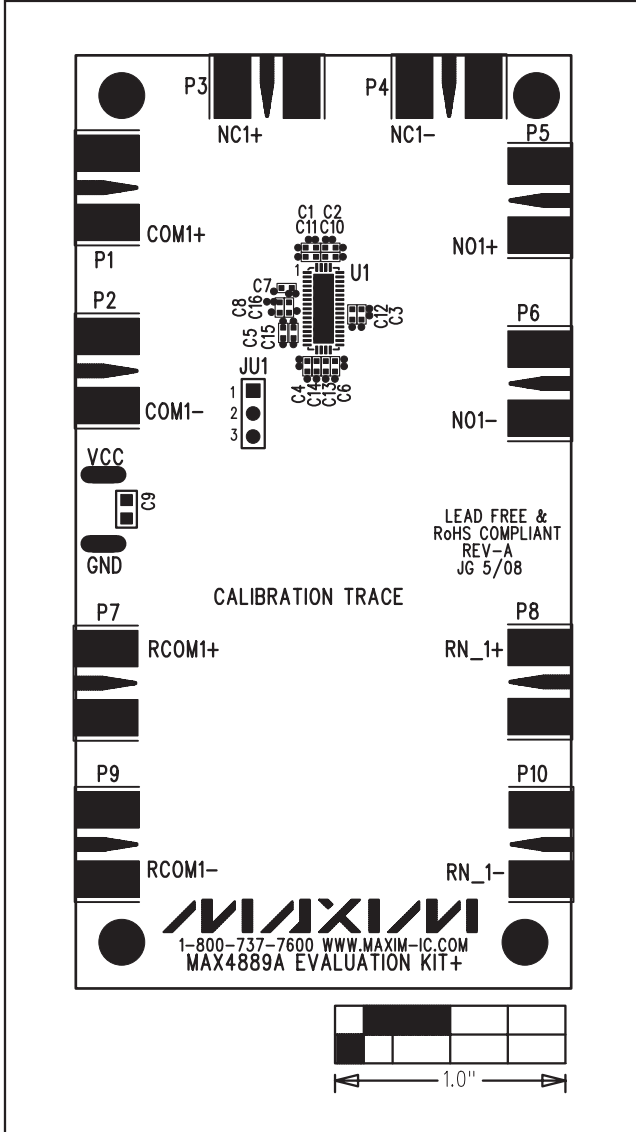 P3
P4
NC1+
NC1-
P5
COM1+
NO1+
P1
C1 C2
C11 C10
1
U1
C7
C8
C16
C12
C3
P2
P6
C5
C15
JU1
1
2
3
C4
C14
C13
C6
COM1-
NO1-
VCC
C9
GND
LEAD FREE &
RoHS COMPLIANT
REV-A
JG 5/08
CALIBRATION TRACE
P7
P8
RCOM1+
RN_1+
P9
P10
RCOM1-
RN_1-
MAXIM
1-800-737-7600 WWW.MAXIM-IC.COM
MAX4889A EVALUATION KIT+
1.0"